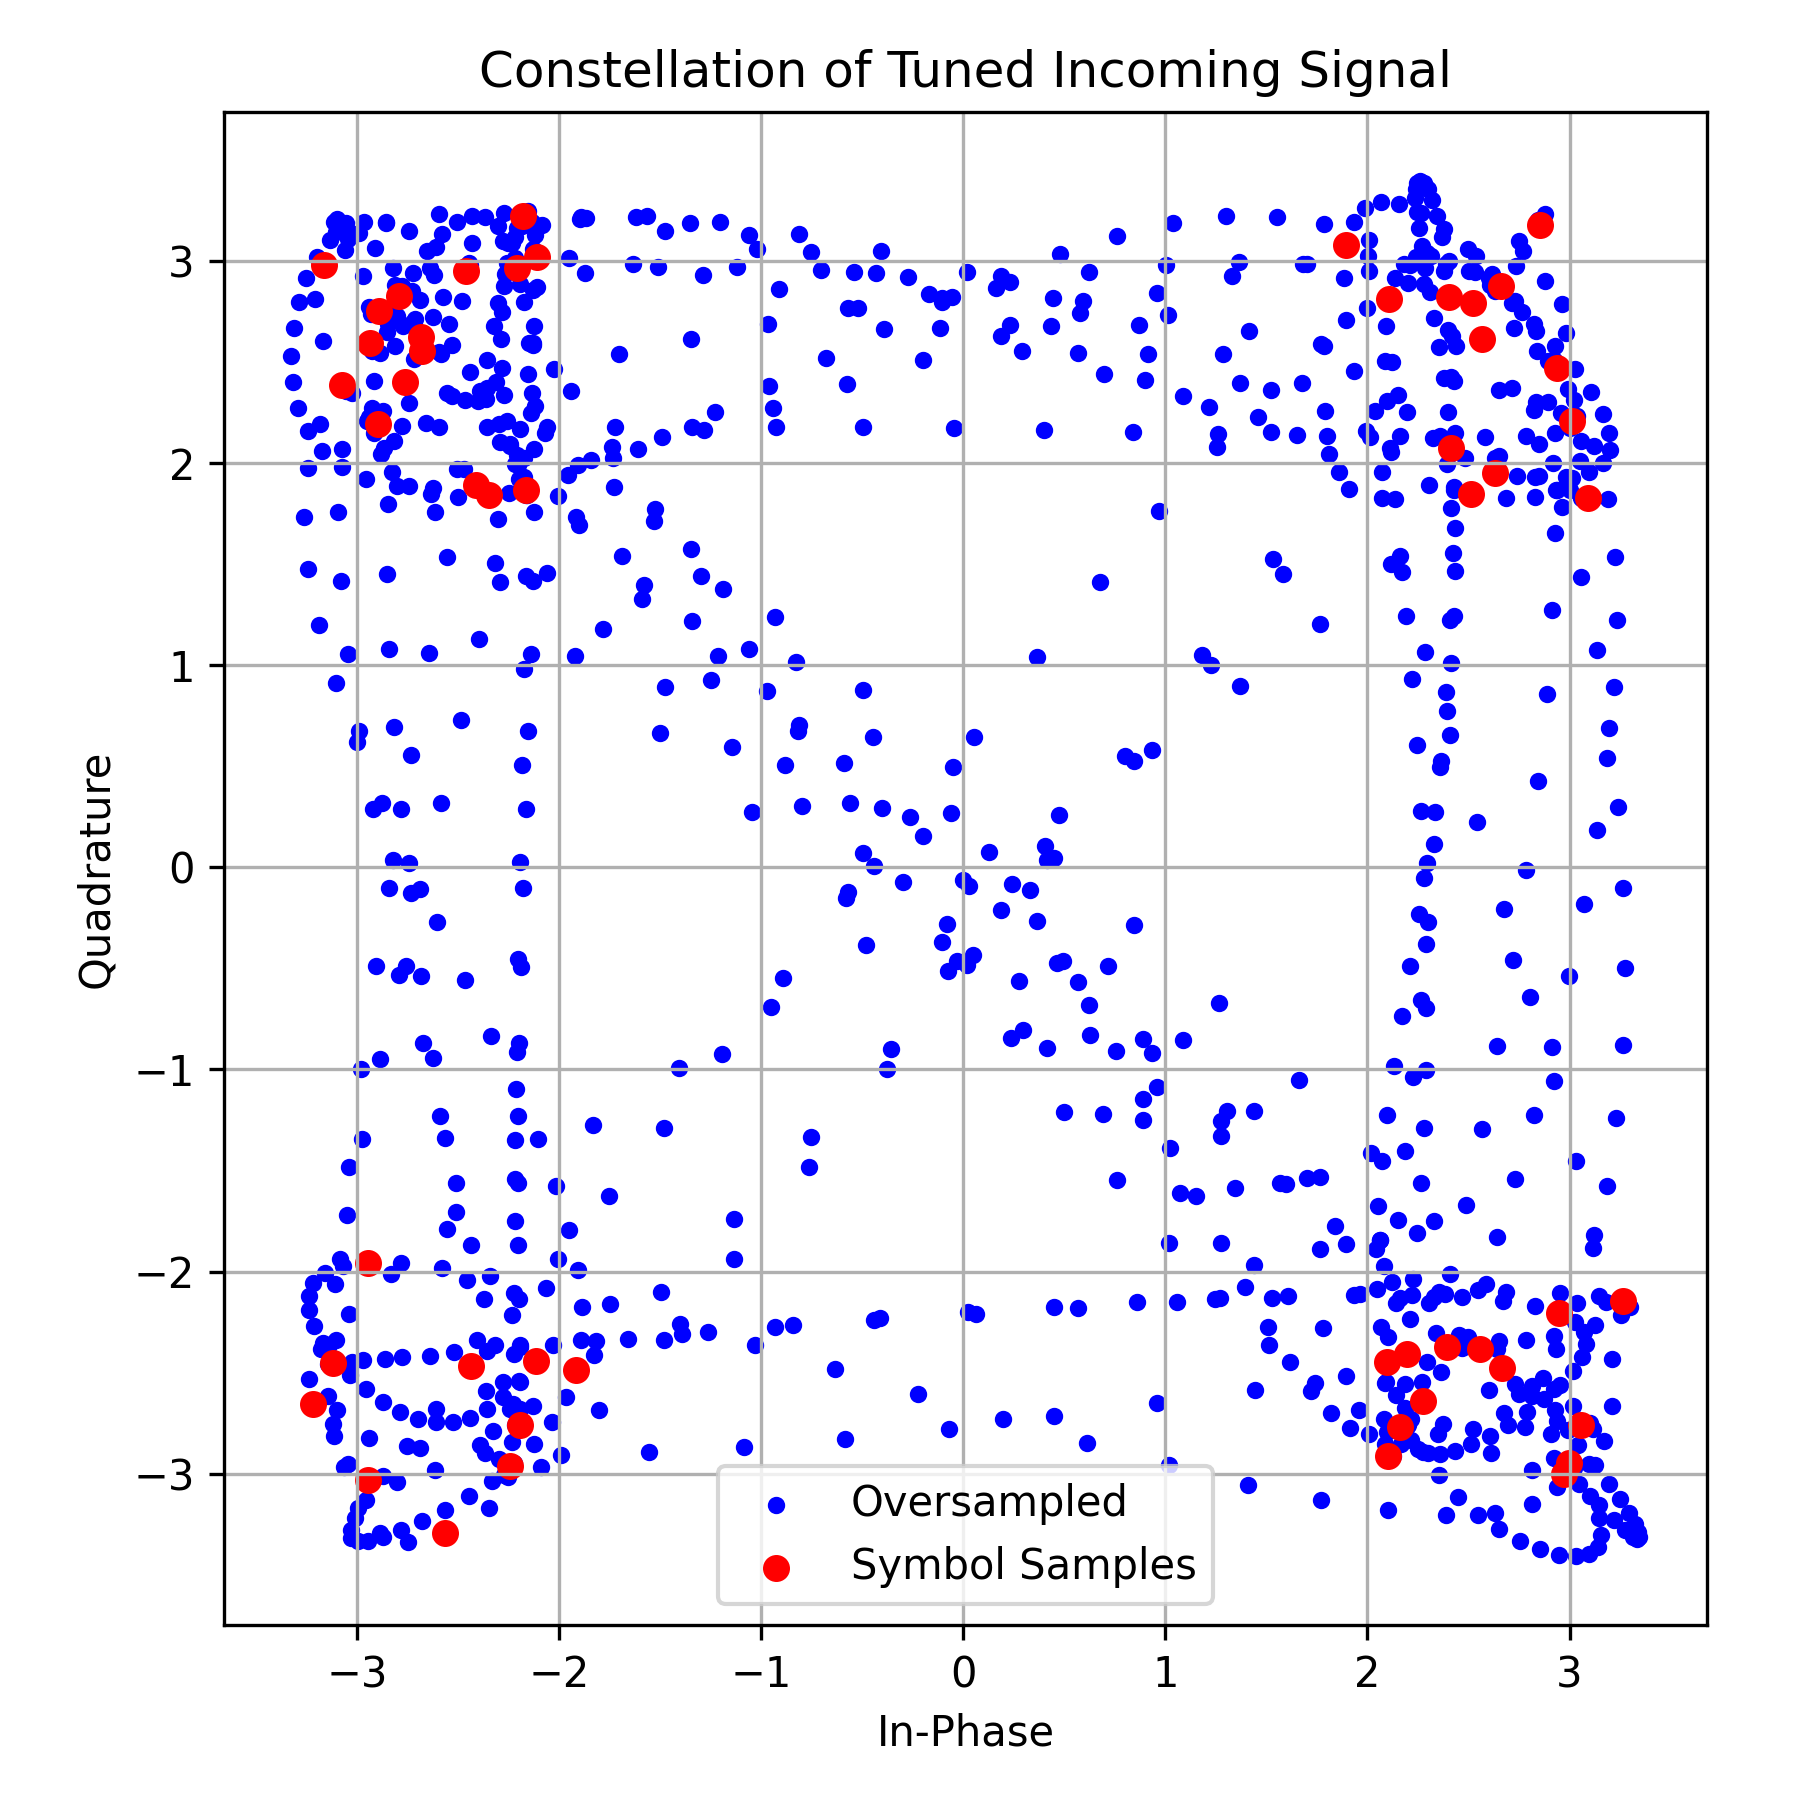 Constellation of Tuned Incoming Signal
Quadrature
3
2
1
0
−1
−2
−3
Oversampled
Symbol Samples
−3 −2 −1 0 1 2 3
In-Phase